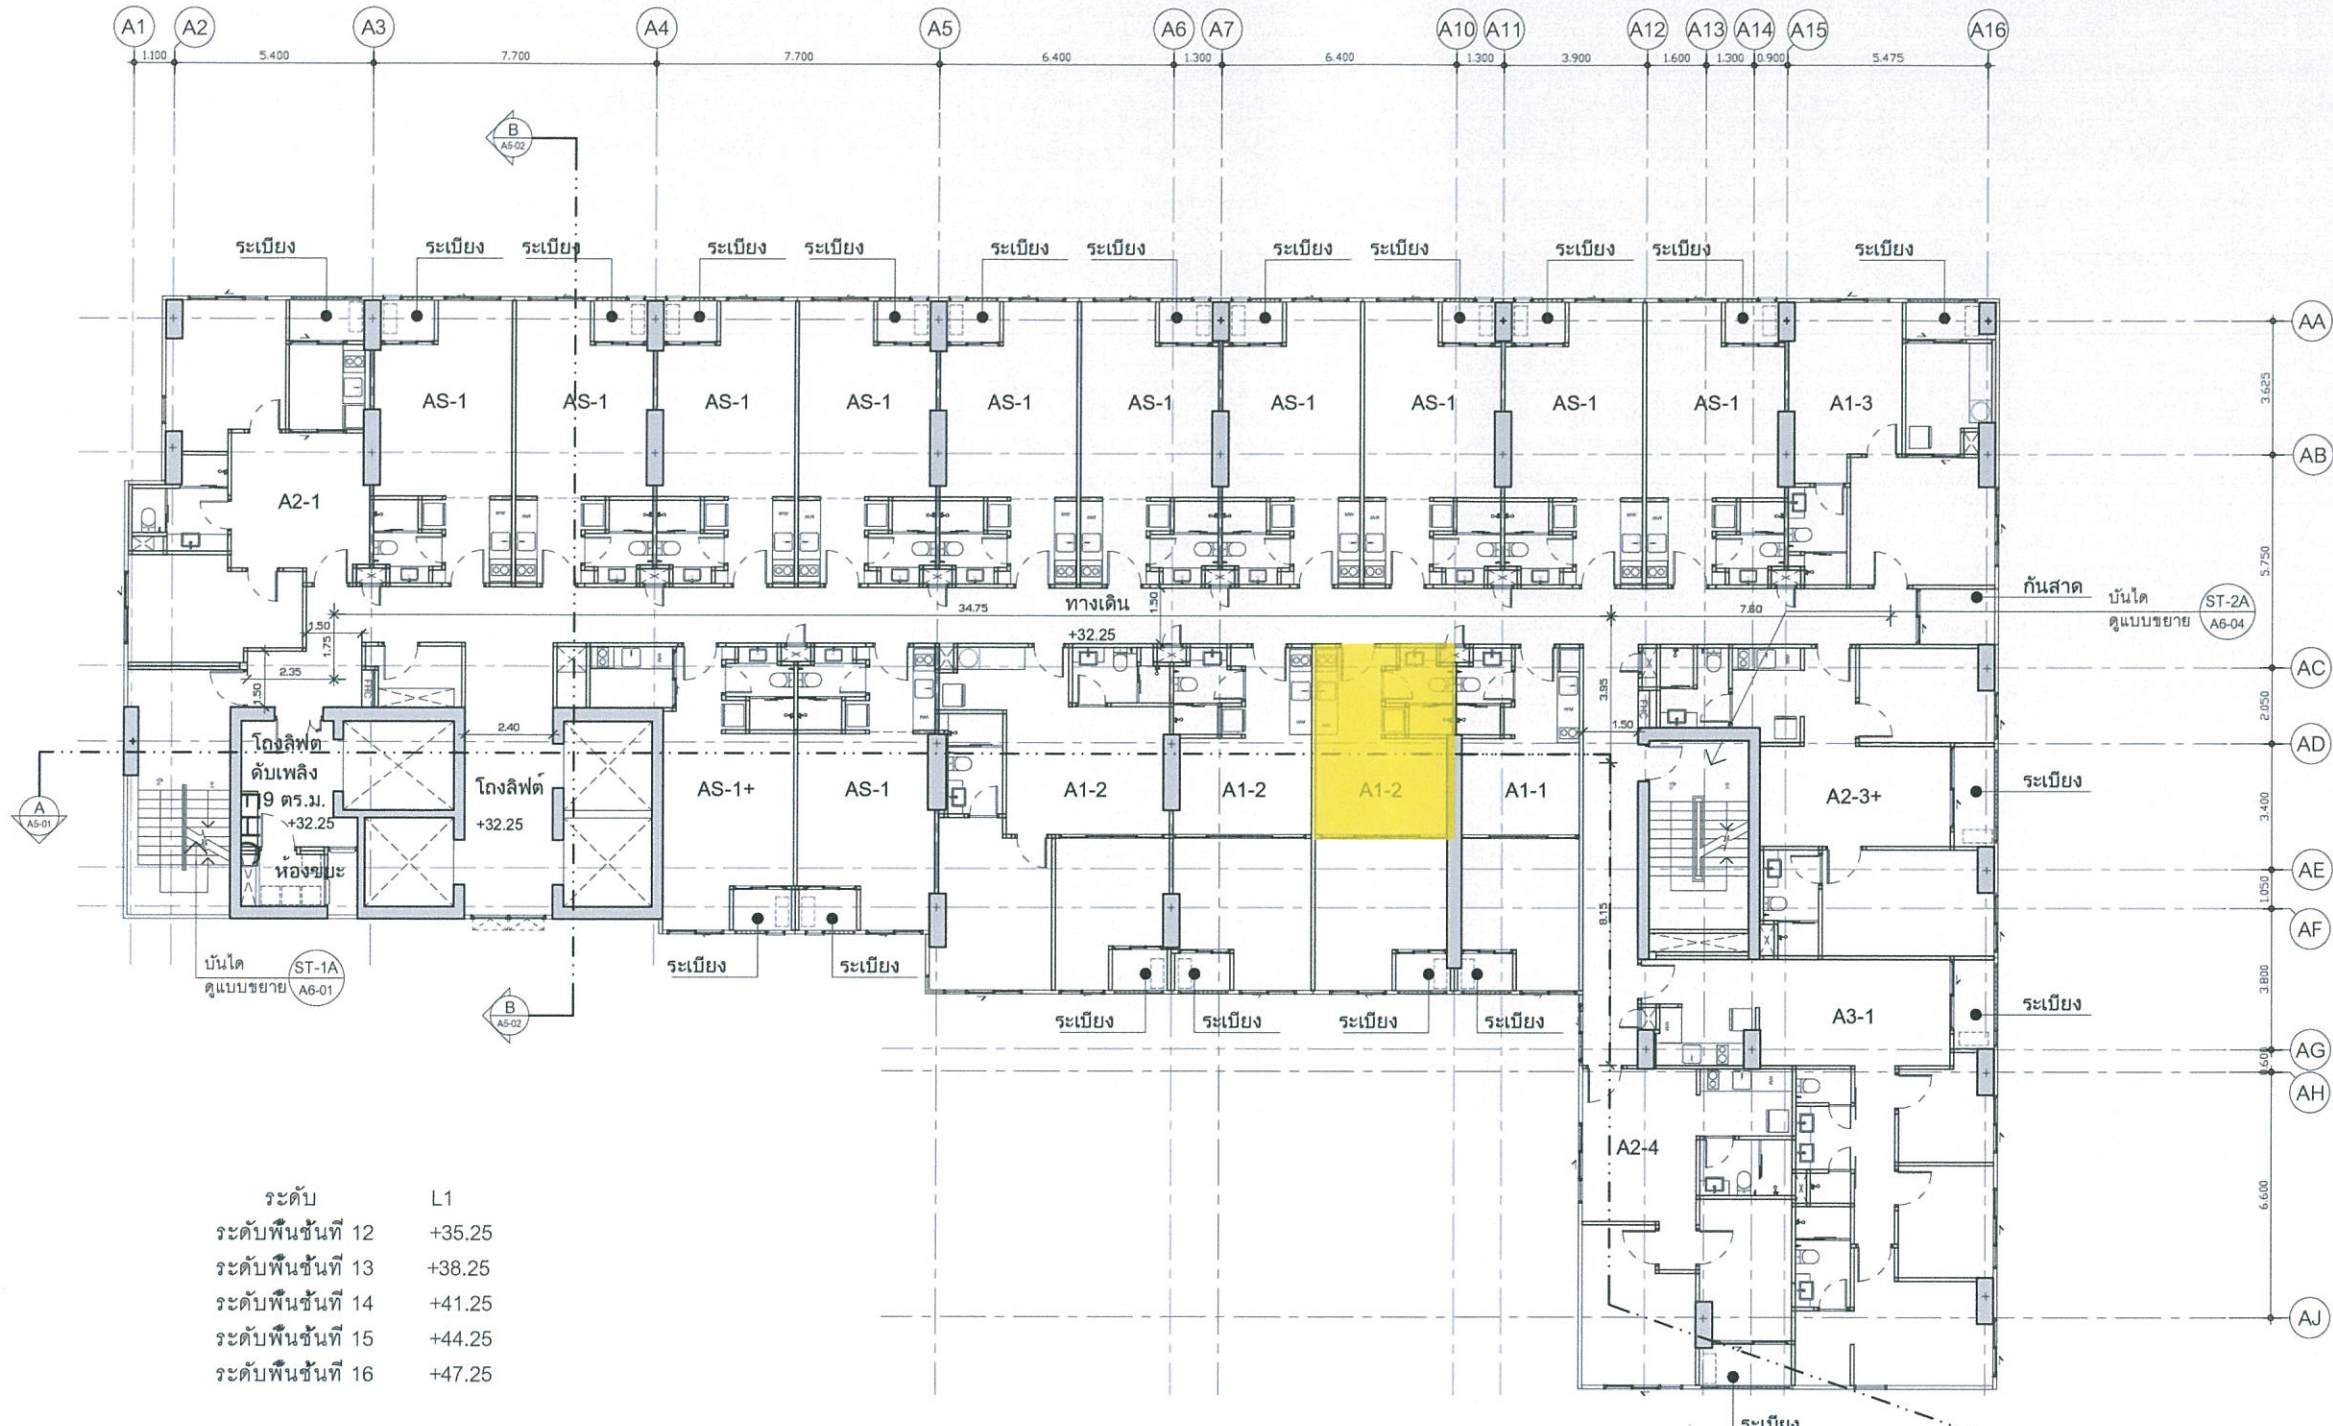 A1 A2 A3 A4 A5 A6 A7 A10 A11 A12 A13 A14 A15 A16
1.100 5.400 7.700 7.700 6.400 1.300 6.400 1.300 3.900 1.600 1.300 0.900 5.475
B
A5-02
ระเบียง ระเบียง ระเบียง ระเบียง ระเบียง ระเบียง ระเบียง ระเบียง ระเบียง ระเบียง ระเบียง ระเบียง
AA
3.625
AS-1 AS-1 AS-1 AS-1 AS-1 AS-1 AS-1 AS-1 AS-1 AS-1 A1-3
AB
A2-1
5.750
กันสาด
บันได
ดูแบบขยาย
ST-2A
A6-04
34.75
ทางเดิน
1.50
7.60
+32.25
1.50
1.75
2.35
1.50
FHC
3.95
FHC
AC
2.050
2.40
1.50
AD
โถงลิฟต์
ดับเพลิง
9 ตร.ม.
+32.25
โถงลิฟต์
+32.25
AS-1+ AS-1 A1-2 A1-2 A1-2 A1-1 A2-3+
ระเบียง
3.400
A
A5-01
ห้องขยะ
AE
1.050
9.15
AF
บันได
ดูแบบขยาย
ST-1A
A6-01
ระเบียง ระเบียง
3.800
B
A5-02
ระเบียง ระเบียง ระเบียง ระเบียง
A3-1
ระเบียง
AG
0.600
AH
A2-4
6.600
ระดับ L1
ระดับพื้นชั้นที่ 12 +35.25
ระดับพื้นชั้นที่ 13 +38.25
ระดับพื้นชั้นที่ 14 +41.25
ระดับพื้นชั้นที่ 15 +44.25
ระดับพื้นชั้นที่ 16 +47.25
AJ
ระเบียง